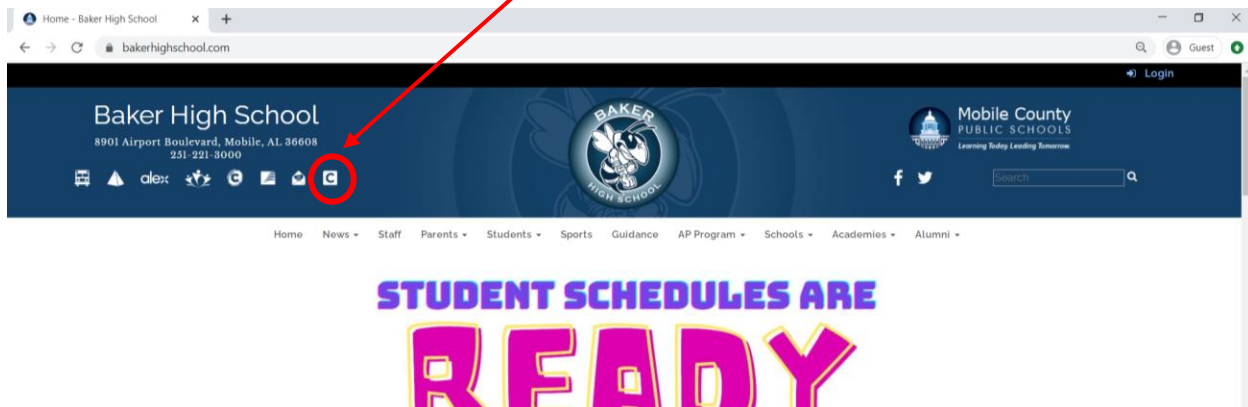 Home - Baker High School
bakerhighschool.com
Guest
Login
Baker High School
8901 Airport Boulevard, Mobile, AL 36608
251-221-3000
alex
C
BAKER
HIGH SCHOOL
Mobile County
PUBLIC SCHOOLS
Learning Today, Leading Tomorrow
Search
Home News Staff Parents Students Sports Guidance AP Program Schools Academies Alumni
STUDENT SCHEDULES ARE
READY